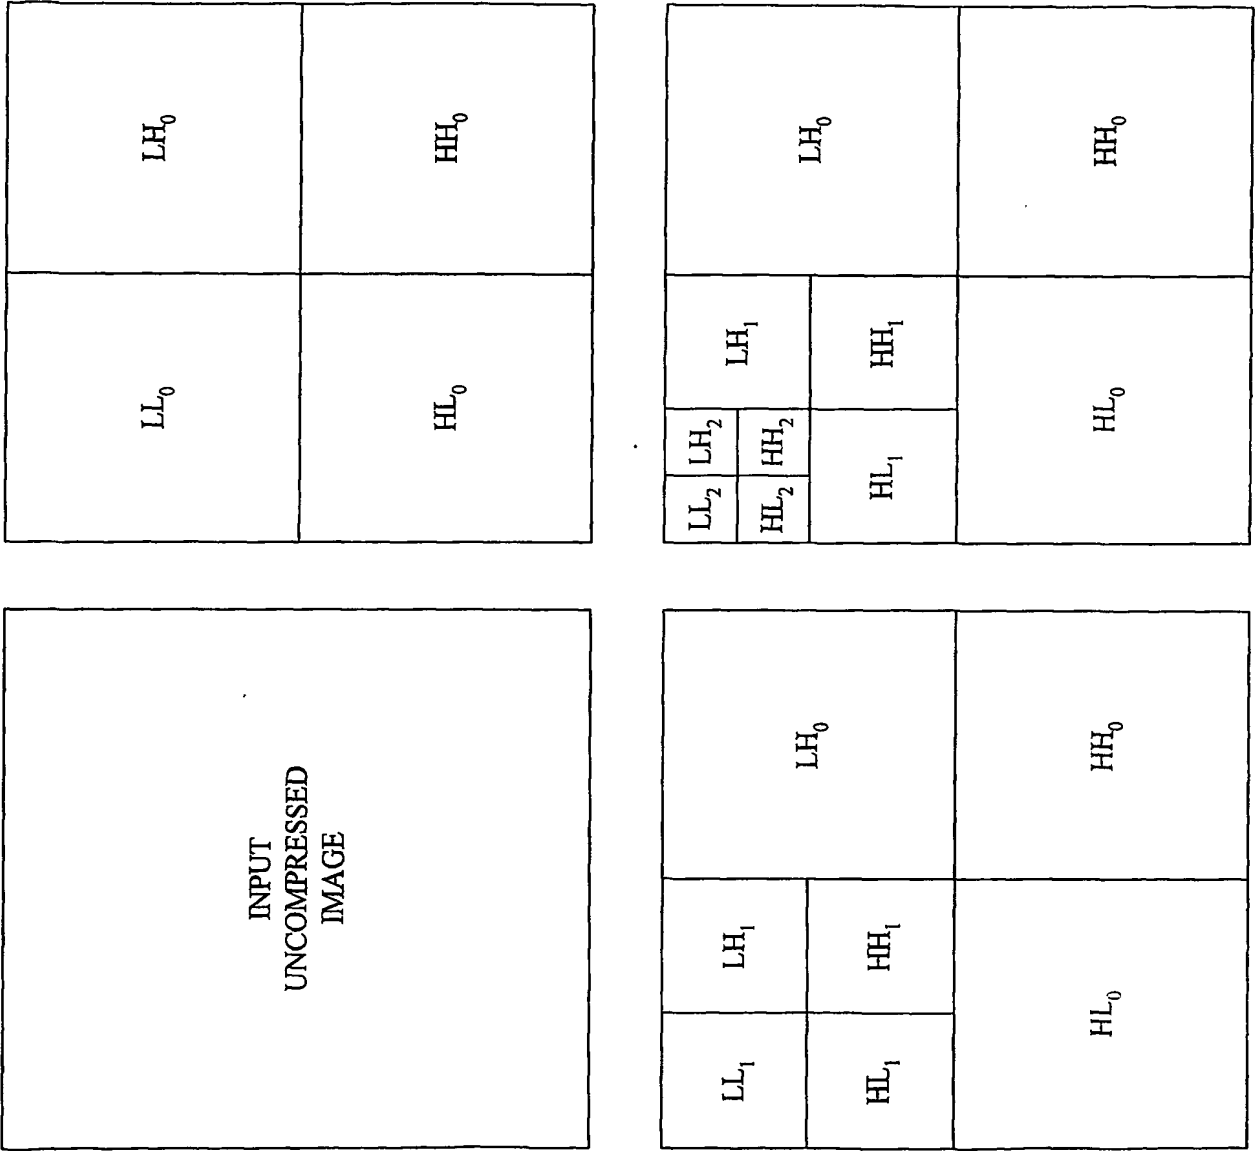 INPUT
UNCOMPRESSED
IMAGE
LL₀ LH₀
HL₀ HH₀
LL₁ LH₁
LH₀
HL₁ HH₁
HL₀ HH₀
LL₂ LH₂
LH₁
HL₂ HH₂
LH₀
HL₁ HH₁
HL₀ HH₀